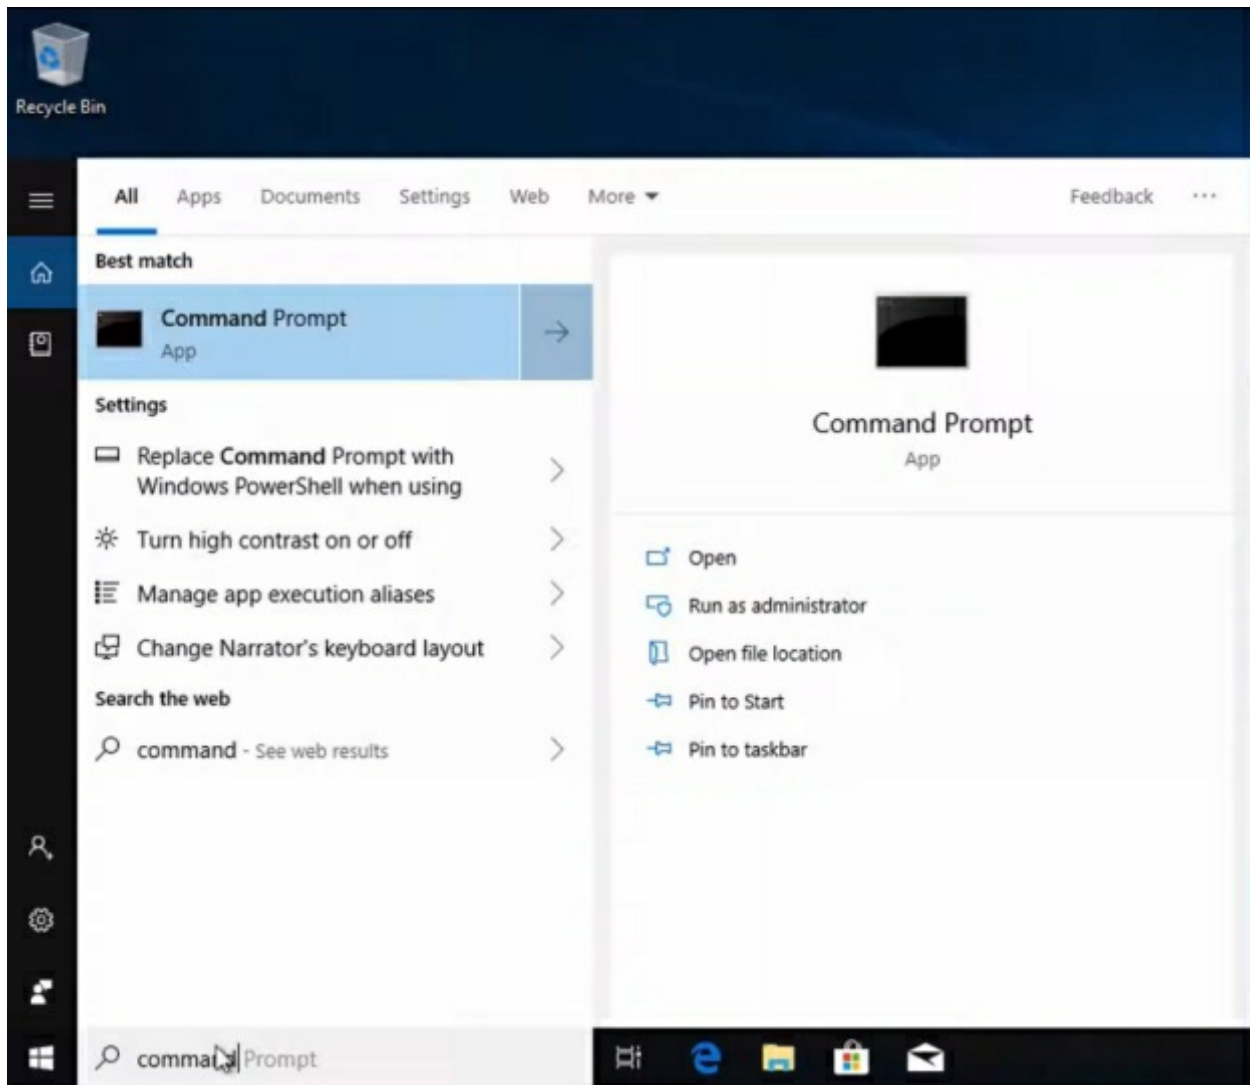 Recycle Bin
All Apps Documents Settings Web More Feedback ...
Best match
Command Prompt
App
Settings
Replace Command Prompt with
Windows PowerShell when using
Turn high contrast on or off
Manage app execution aliases
Change Narrator's keyboard layout
Search the web
command - See web results
Command Prompt
App
Open
Run as administrator
Open file location
Pin to Start
Pin to taskbar
command Prompt